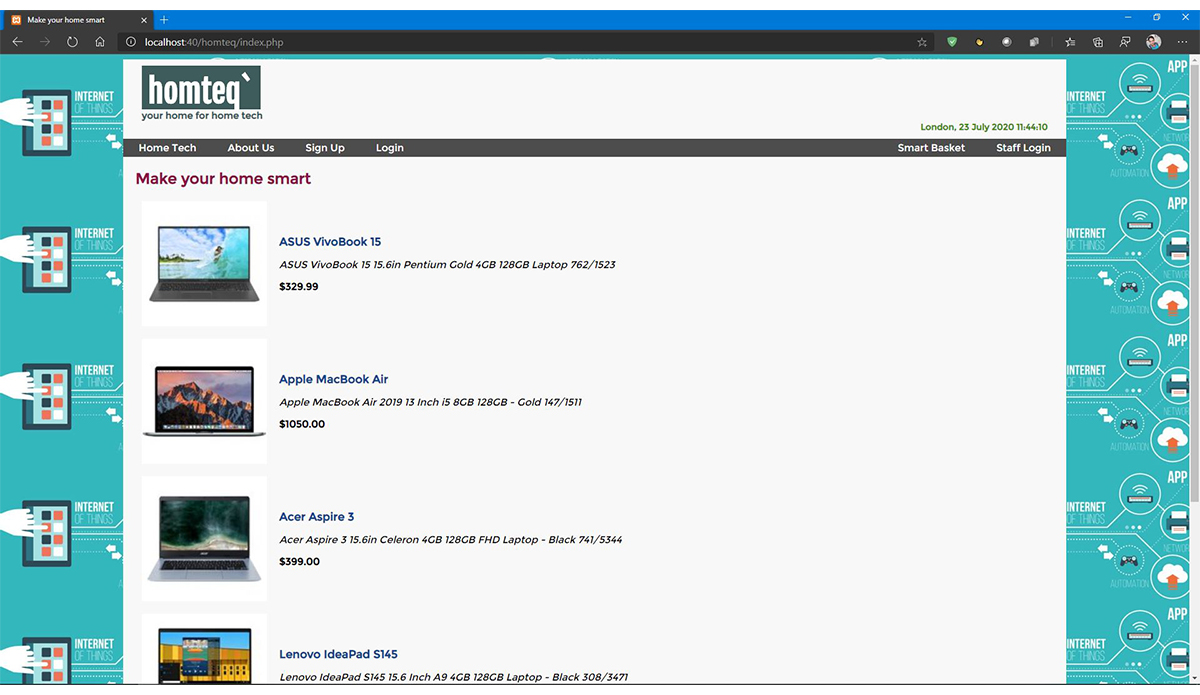 Make your home smart
localhost:40/homteq/index.php
homteq`
your home for home tech
London, 23 July 2020 11:44:10
Home Tech About Us Sign Up Login Smart Basket Staff Login
Make your home smart
ASUS VivoBook 15
ASUS VivoBook 15 15.6in Pentium Gold 4GB 128GB Laptop 762/1523
$329.99
Apple MacBook Air
Apple MacBook Air 2019 13 Inch i5 8GB 128GB - Gold 147/1511
$1050.00
Acer Aspire 3
Acer Aspire 3 15.6in Celeron 4GB 128GB FHD Laptop - Black 741/5344
$399.00
Lenovo IdeaPad S145
Lenovo IdeaPad S145 15.6 Inch A9 4GB 128GB Laptop - Black 308/3471
INTERNET
OF THINGS
INTERNET
OF THINGS
INTERNET
OF THINGS
INTERNET
OF THINGS
INTERNET
OF THINGS
APP
INTERNET
OF THINGS
NETWOR
AUTOMATION
APP
INTERNET
OF THINGS
NETWOR
AUTOMATION
APP
INTERNET
OF THINGS
NETWOR
AUTOMATION
APP
INTERNET
OF THINGS
NETWOR
AUTOMATION
APP
INTERNET
OF THINGS